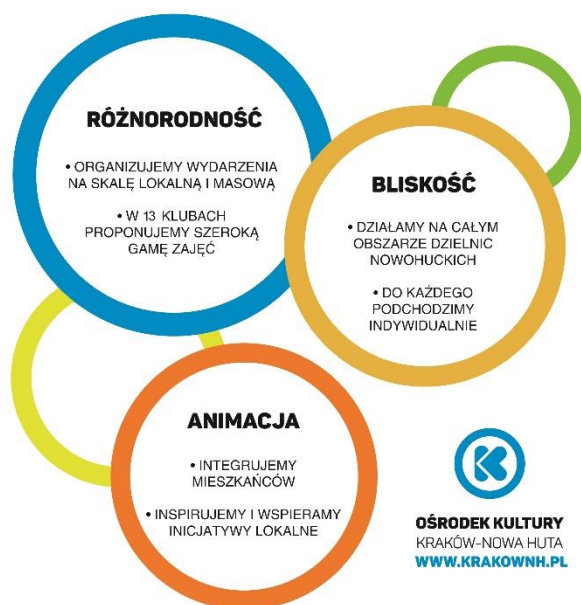 RÓŻNORODNOŚĆ
• ORGANIZUJEMY WYDARZENIA
NA SKALĘ LOKALNĄ I MASOWĄ
• W 13 KLUBACH
PROPONUJEMY SZEROKĄ
GAMĘ ZAJĘĆ
BLISKOŚĆ
• DZIAŁAMY NA CAŁYM
OBSZARZE DZIELNIC
NOWOHUCKICH
• DO KAŻDEGO
PODCHODZIMY
INDYWIDUALNIE
ANIMACJA
• INTEGRUJEMY
MIESZKAŃCÓW
• INSPIRUJEMY I WSPIERAMY
INICJATYWY LOKALNE
OŚRODEK KULTURY
KRAKÓW-NOWA HUTA
WWW.KRAKOWNH.PL